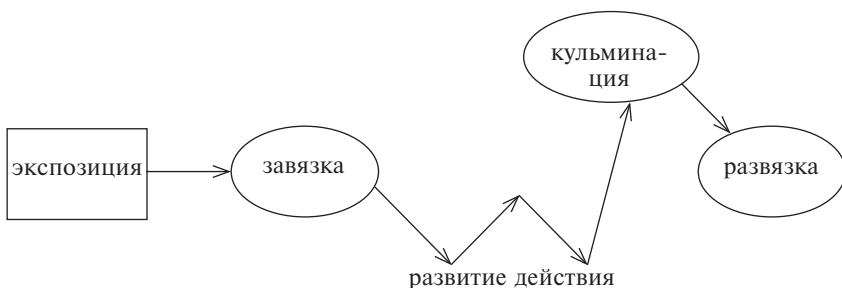 экспозиция
завязка
развитие действия
кульмина-
ция
развязка